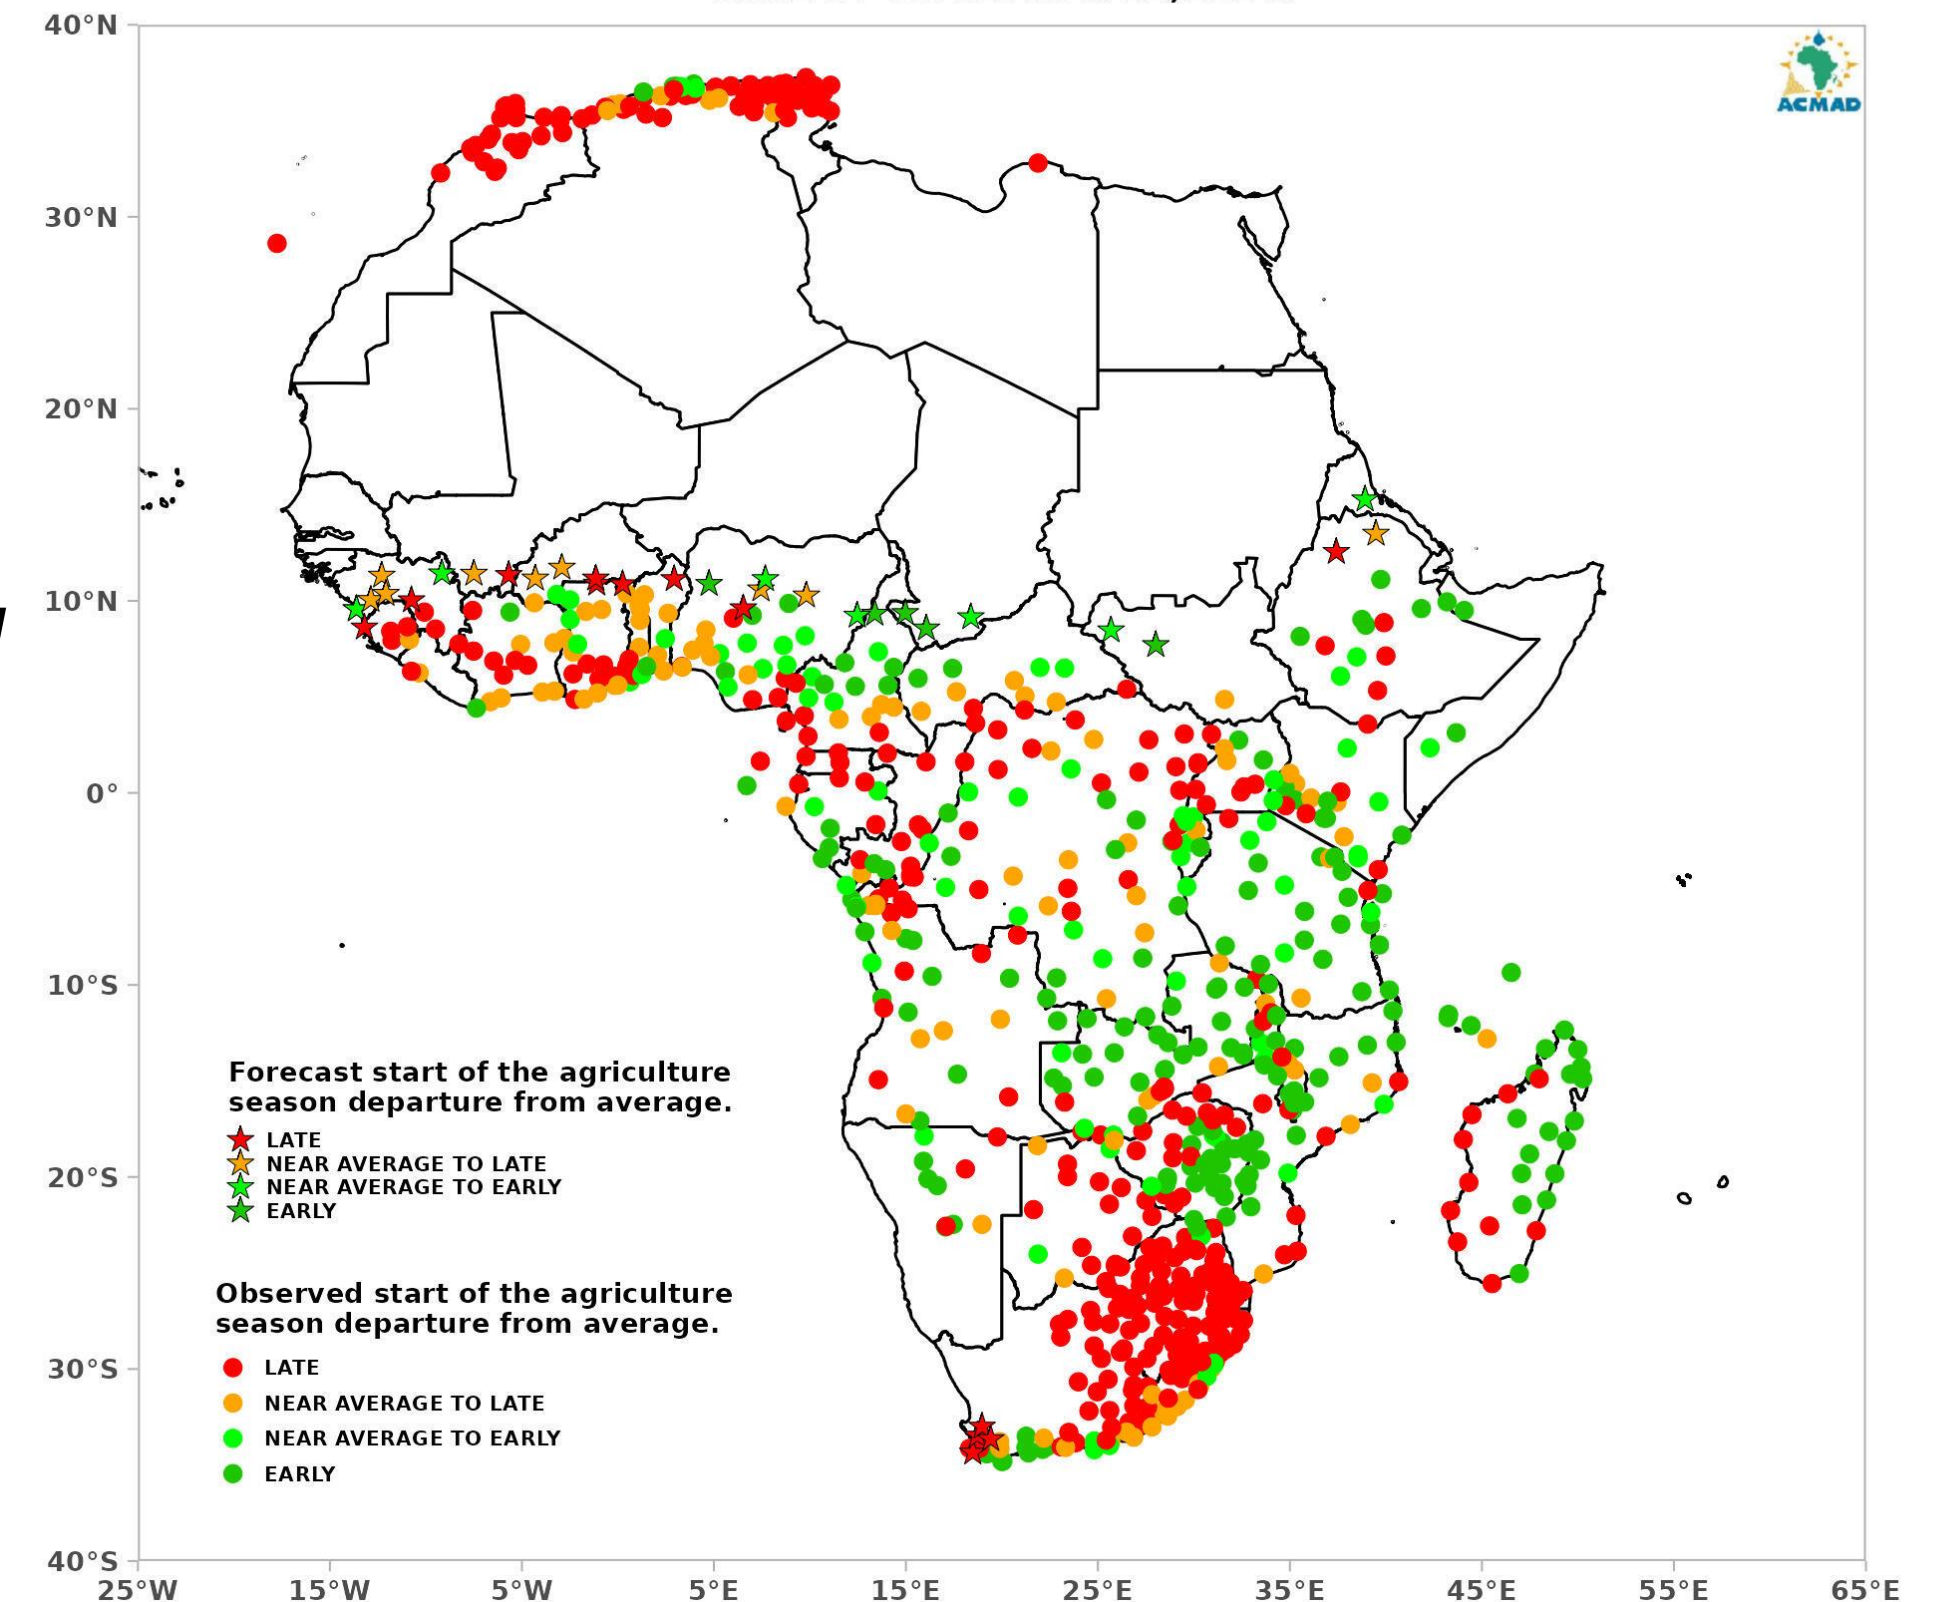 40°N
ACMAD
30°N
20°N
10°N
0°
10°S
Forecast start of the agriculture
season departure from average.
LATE
NEAR AVERAGE TO LATE
NEAR AVERAGE TO EARLY
EARLY
20°S
Observed start of the agriculture
season departure from average.
LATE
NEAR AVERAGE TO LATE
NEAR AVERAGE TO EARLY
EARLY
30°S
40°S
25°W 15°W 5°W 5°E 15°E 25°E 35°E 45°E 55°E 65°E